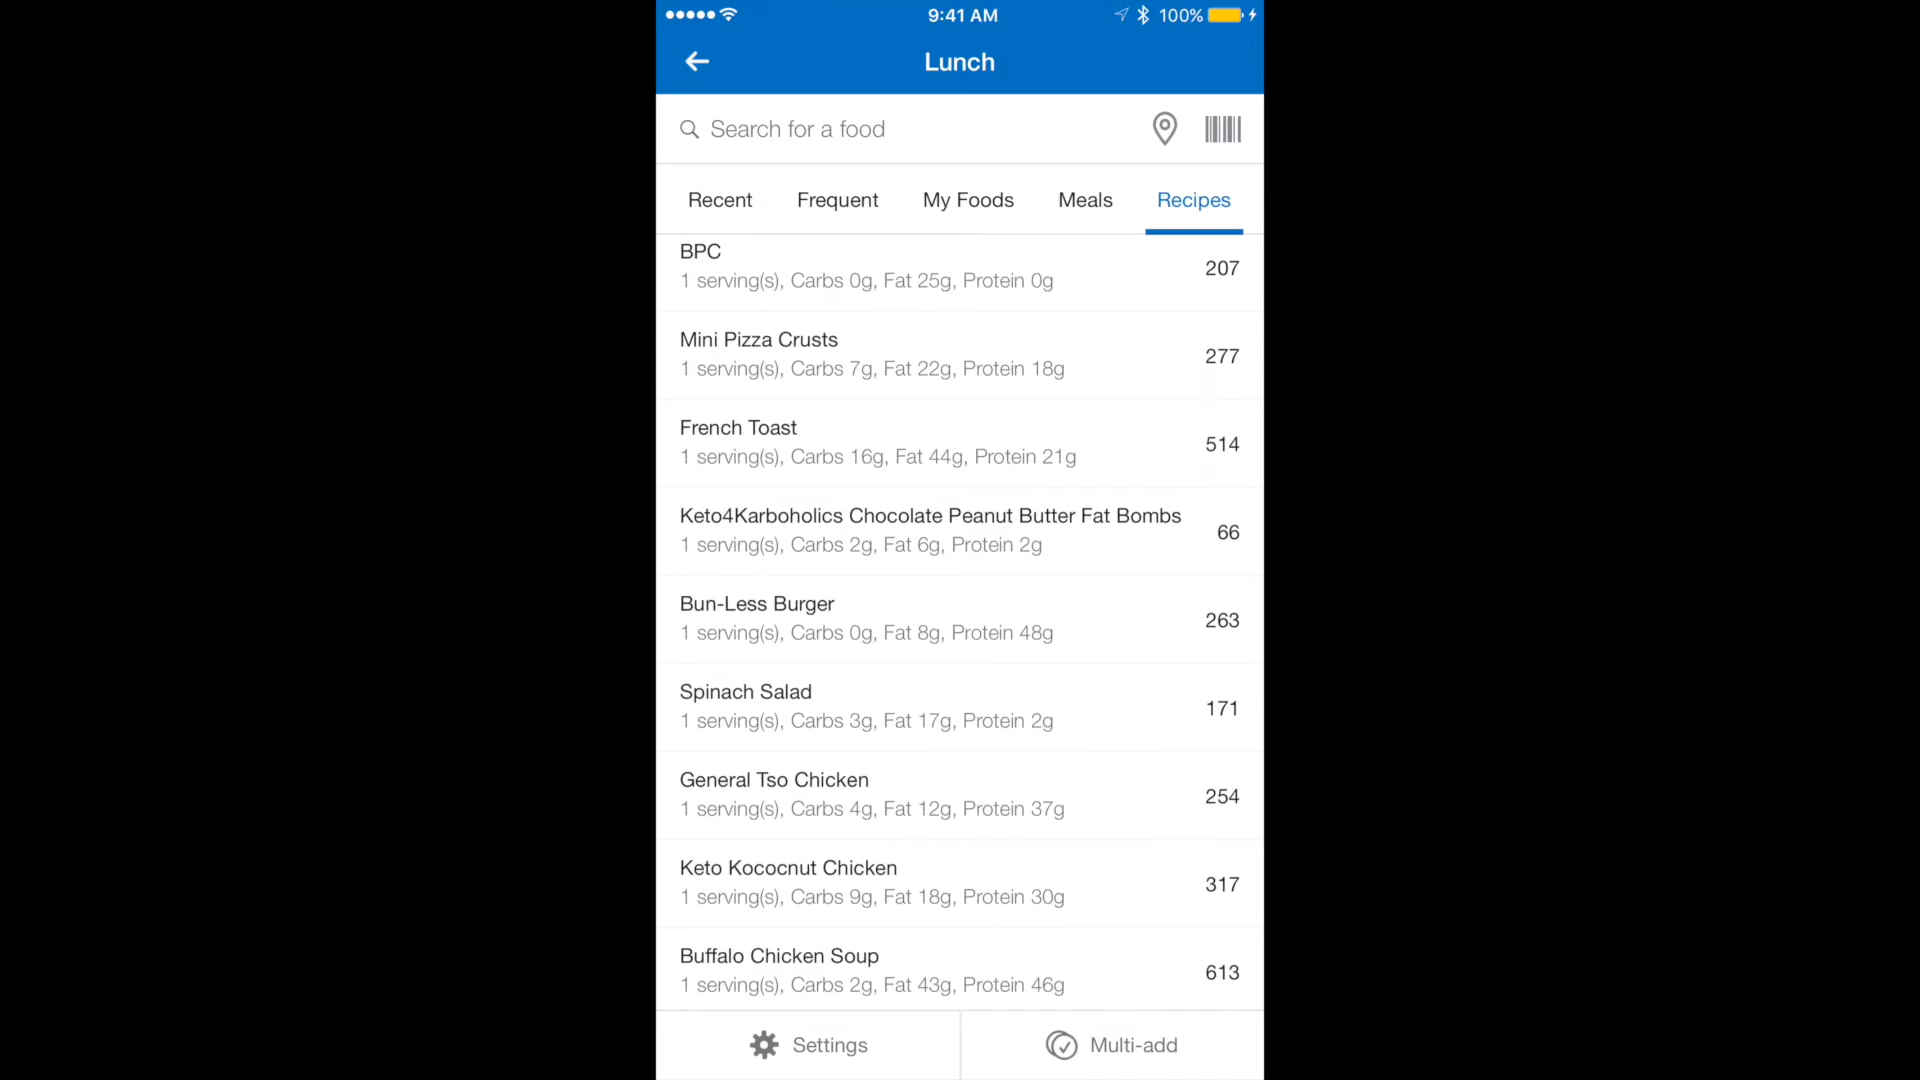 9:41 AM
100%
Lunch
Search for a food
Recent Frequent My Foods Meals Recipes
BPC
1 serving(s), Carbs 0g, Fat 25g, Protein 0g
207
Mini Pizza Crusts
1 serving(s), Carbs 7g, Fat 22g, Protein 18g
277
French Toast
1 serving(s), Carbs 16g, Fat 44g, Protein 21g
514
Keto4Karboholics Chocolate Peanut Butter Fat Bombs
1 serving(s), Carbs 2g, Fat 6g, Protein 2g
66
Bun-Less Burger
1 serving(s), Carbs 0g, Fat 8g, Protein 48g
263
Spinach Salad
1 serving(s), Carbs 3g, Fat 17g, Protein 2g
171
General Tso Chicken
1 serving(s), Carbs 4g, Fat 12g, Protein 37g
254
Keto Kococnut Chicken
1 serving(s), Carbs 9g, Fat 18g, Protein 30g
317
Buffalo Chicken Soup
1 serving(s), Carbs 2g, Fat 43g, Protein 46g
613
Settings
Multi-add